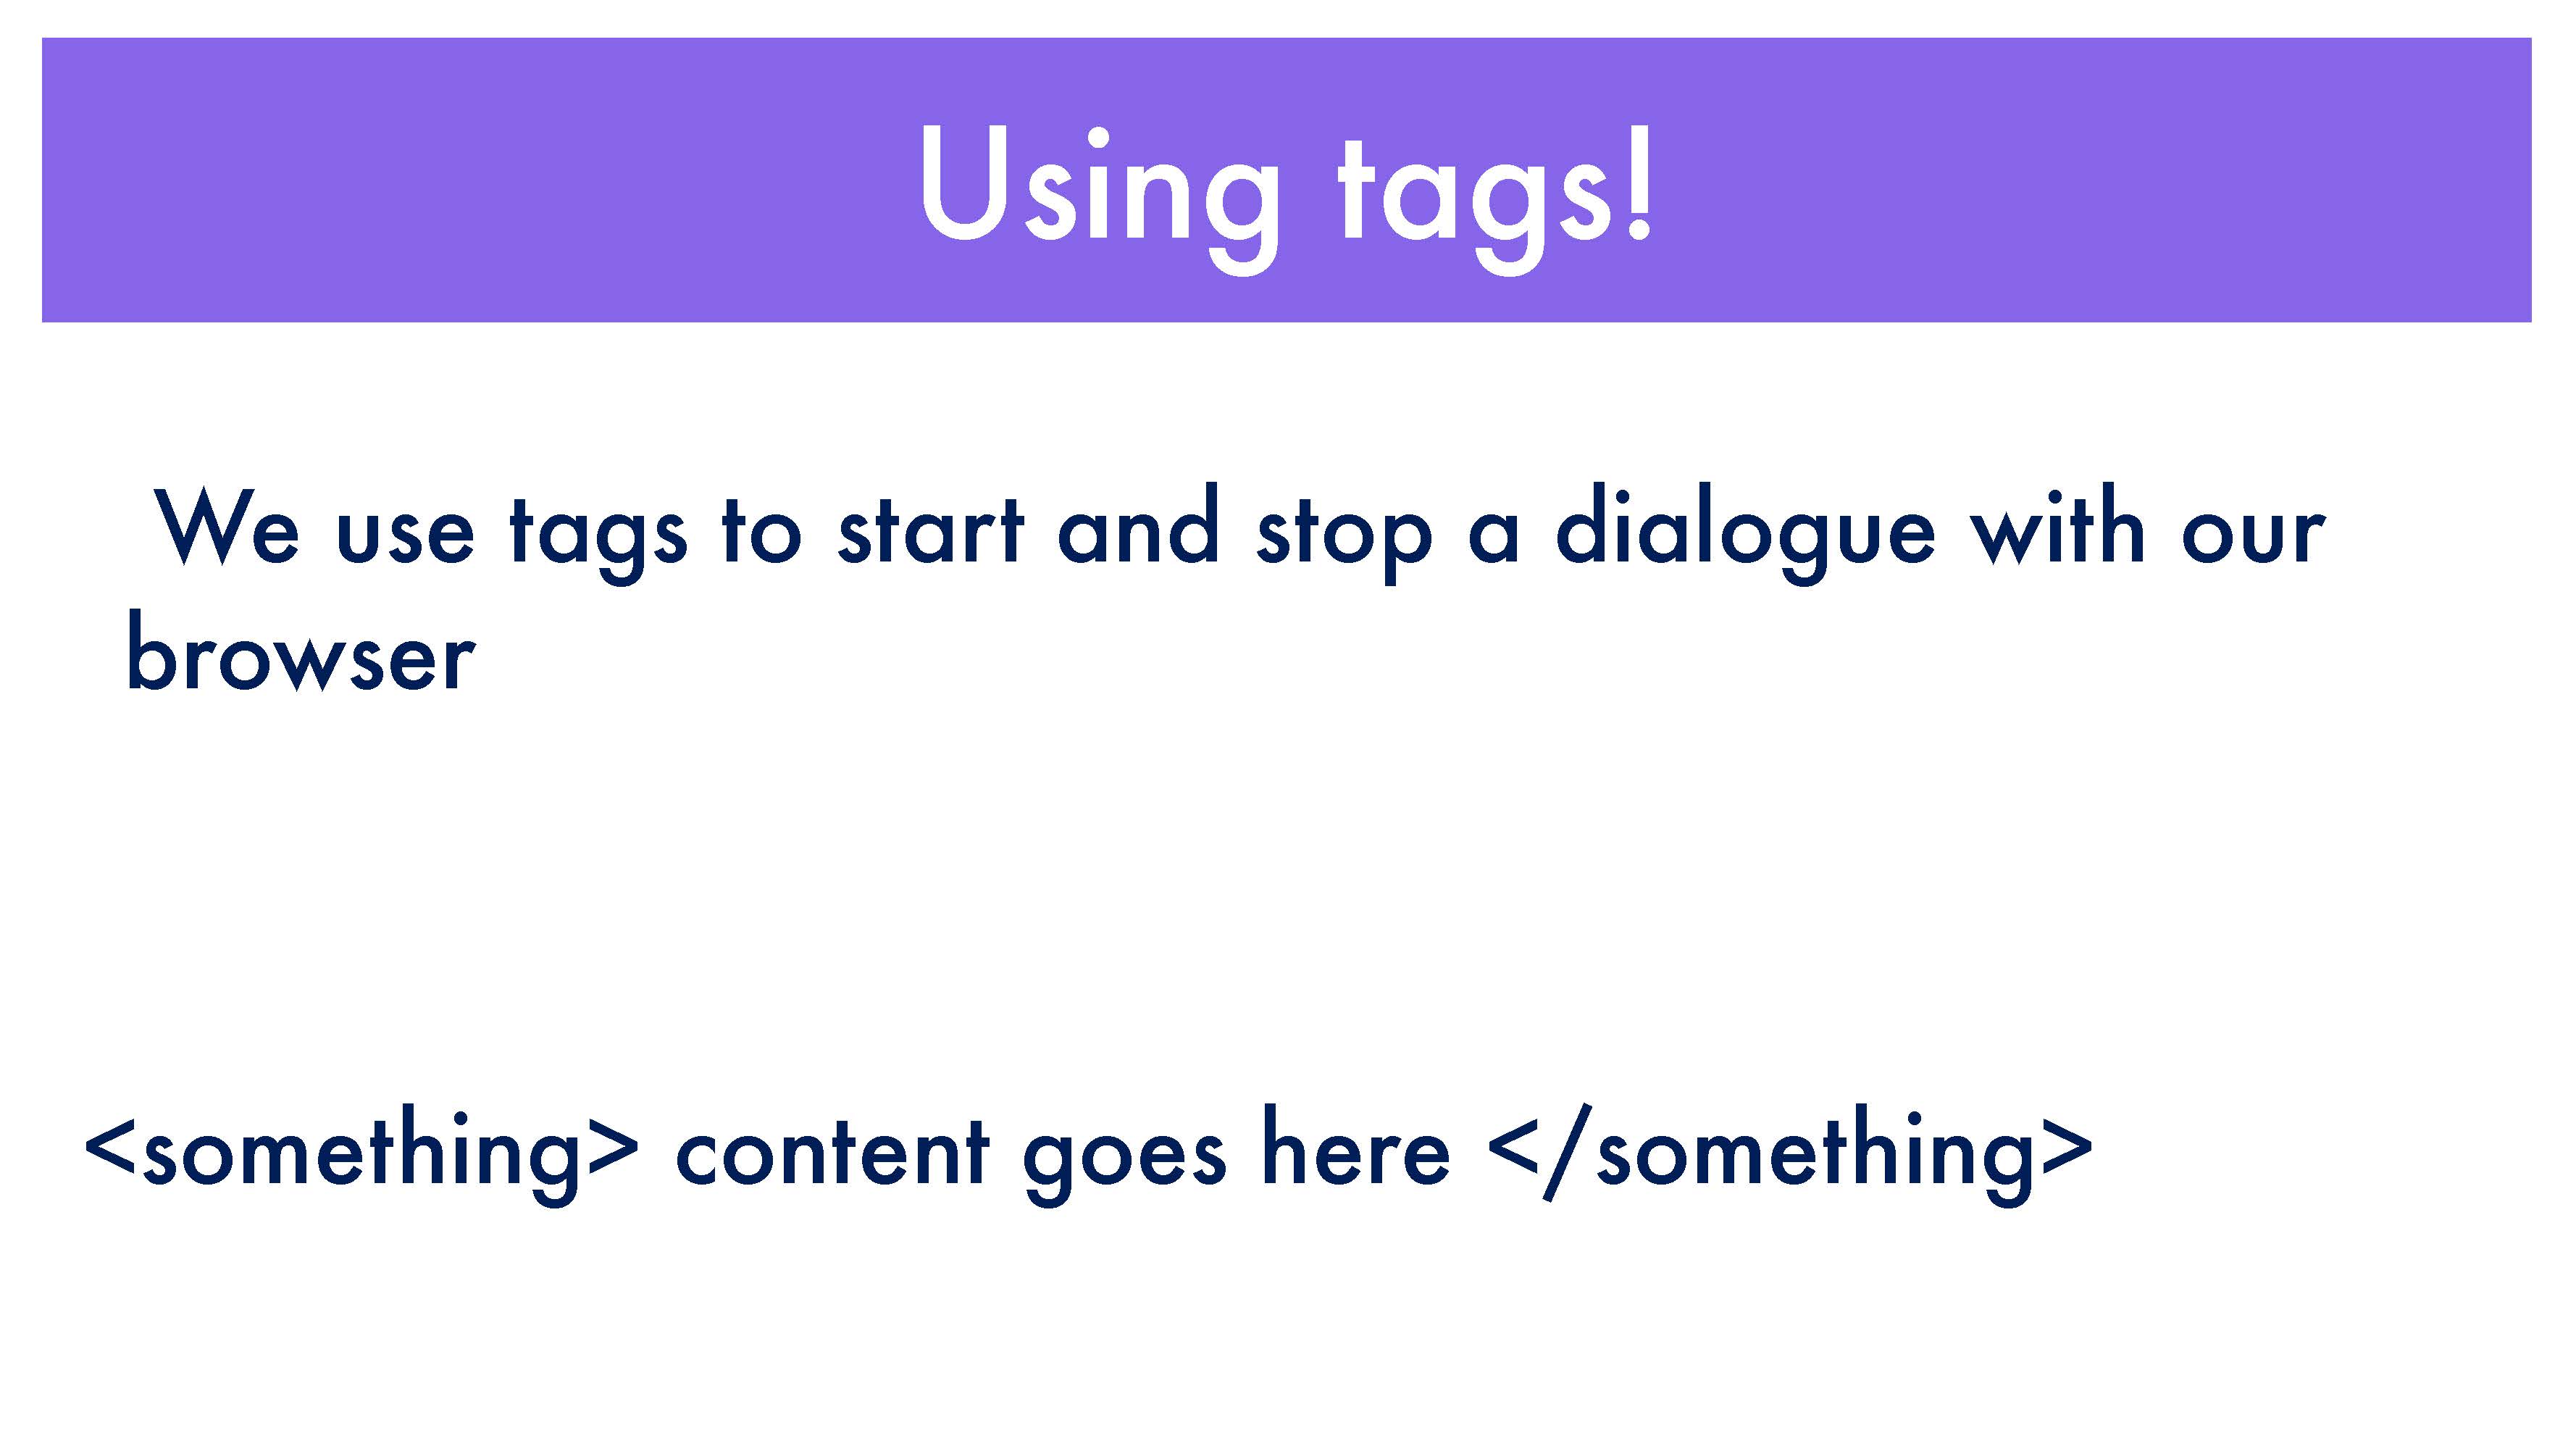 Using tags!
We use tags to start and stop a dialogue with our
browser
<something> content goes here </something>